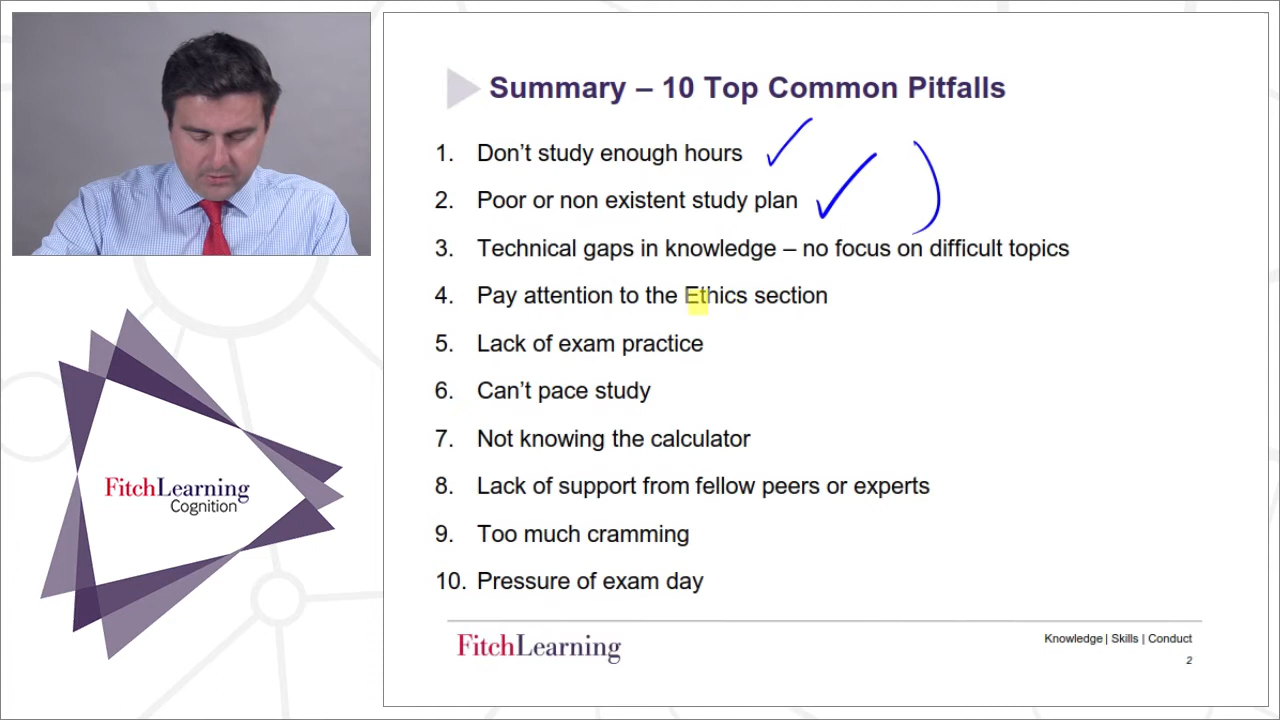 Summary – 10 Top Common Pitfalls
1. Don’t study enough hours
2. Poor or non existent study plan
3. Technical gaps in knowledge – no focus on difficult topics
4. Pay attention to the Ethics section
5. Lack of exam practice
6. Can’t pace study
7. Not knowing the calculator
8. Lack of support from fellow peers or experts
9. Too much cramming
10. Pressure of exam day
FitchLearning
Cognition
FitchLearning
Knowledge | Skills | Conduct
2